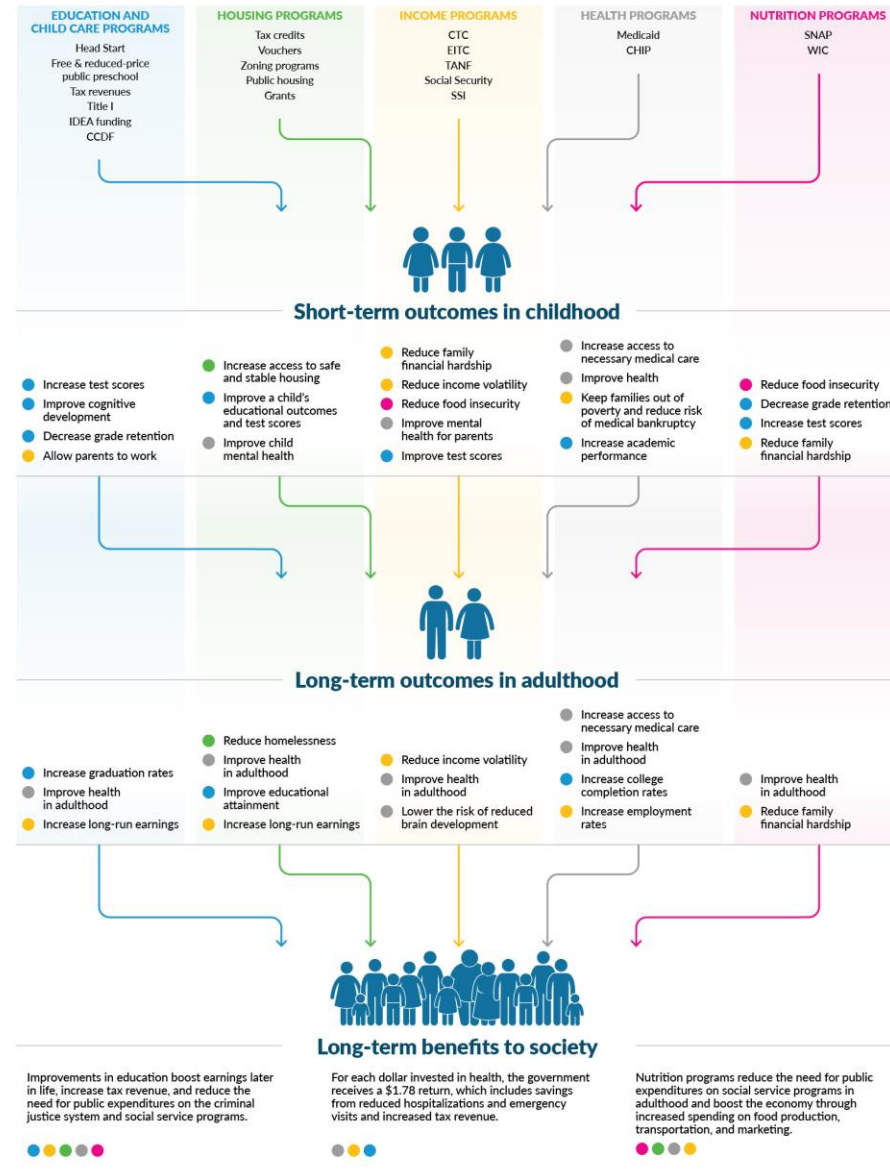 EDUCATION AND
CHILD CARE PROGRAMS
Head Start
Free & reduced-price
public preschool
Tax revenues
Title I
IDEA funding
CCDF
HOUSING PROGRAMS
Tax credits
Vouchers
Zoning programs
Public housing
Grants
INCOME PROGRAMS
CTC
EITC
TANF
Social Security
SSI
HEALTH PROGRAMS
Medicaid
CHIP
NUTRITION PROGRAMS
SNAP
WIC
Short-term outcomes in childhood
Increase test scores
Improve cognitive
development
Decrease grade retention
Allow parents to work
Increase access to safe
and stable housing
Improve a child's
educational outcomes
and test scores
Improve child
mental health
Reduce family
financial hardship
Reduce income volatility
Reduce food insecurity
Improve mental
health for parents
Improve test scores
Increase access to
necessary medical care
Improve health
Keep families out of
poverty and reduce risk
of medical bankruptcy
Increase academic
performance
Reduce food insecurity
Decrease grade retention
Increase test scores
Reduce family
financial hardship
Long-term outcomes in adulthood
Increase graduation rates
Improve health
in adulthood
Increase long-run earnings
Reduce homelessness
Improve health
in adulthood
Improve educational
attainment
Increase long-run earnings
Reduce income volatility
Improve health
in adulthood
Lower the risk of reduced
brain development
Increase access to
necessary medical care
Improve health
in adulthood
Increase college
completion rates
Increase employment
rates
Improve health
in adulthood
Reduce family
financial hardship
Long-term benefits to society
Improvements in education boost earnings later
in life, increase tax revenue, and reduce the
need for public expenditures on the criminal
justice system and social service programs.
For each dollar invested in health, the government
receives a $1.78 return, which includes savings
from reduced hospitalizations and emergency
visits and increased tax revenue.
Nutrition programs reduce the need for public
expenditures on social service programs in
adulthood and boost the economy through
increased spending on food production,
transportation, and marketing.